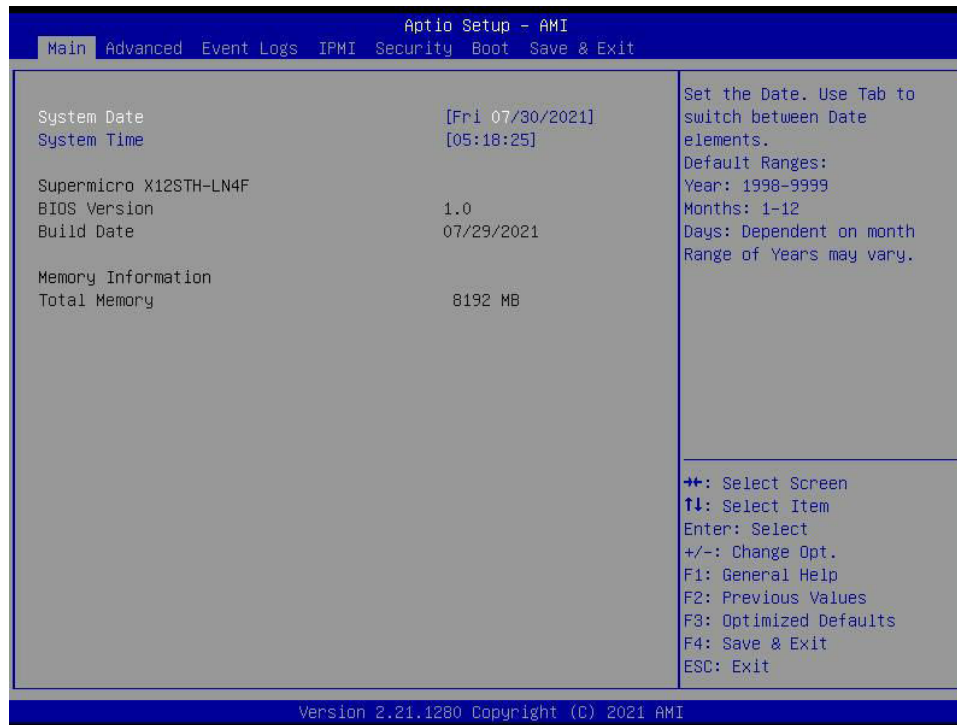 Aptio Setup – AMI
Main Advanced Event Logs IPMI Security Boot Save & Exit
System Date [Fri 07/30/2021]
System Time [05:18:25]
Supermicro X12STH-LN4F
BIOS Version 1.0
Build Date 07/29/2021
Memory Information
Total Memory 8192 MB
Set the Date. Use Tab to
switch between Date
elements.
Default Ranges:
Year: 1998-9999
Months: 1-12
Days: Dependent on month
Range of Years may vary.
→←: Select Screen
↑↓: Select Item
Enter: Select
+/-: Change Opt.
F1: General Help
F2: Previous Values
F3: Optimized Defaults
F4: Save & Exit
ESC: Exit
Version 2.21.1280 Copyright (C) 2021 AMI